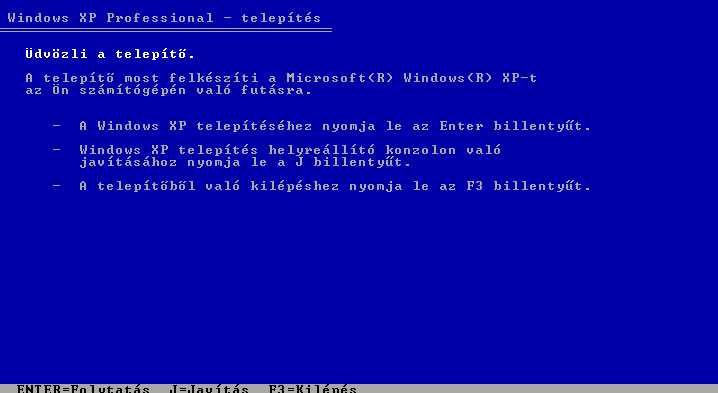 Windows XP Professional - telepítés
Üdvözli a telepítő.
A telepítő most felkészíti a Microsoft(R) Windows(R) XP-t
az Ön számítógépén való futásra.
- A Windows XP telepítéséhez nyomja le az Enter billentyűt.
- Windows XP telepítés helyreállító konzolon való
javításához nyomja le a J billentyűt.
- A telepítőből való kilépéshez nyomja le az F3 billentyűt.
ENTER=Folytatás J=Javítás F3=Kilépés